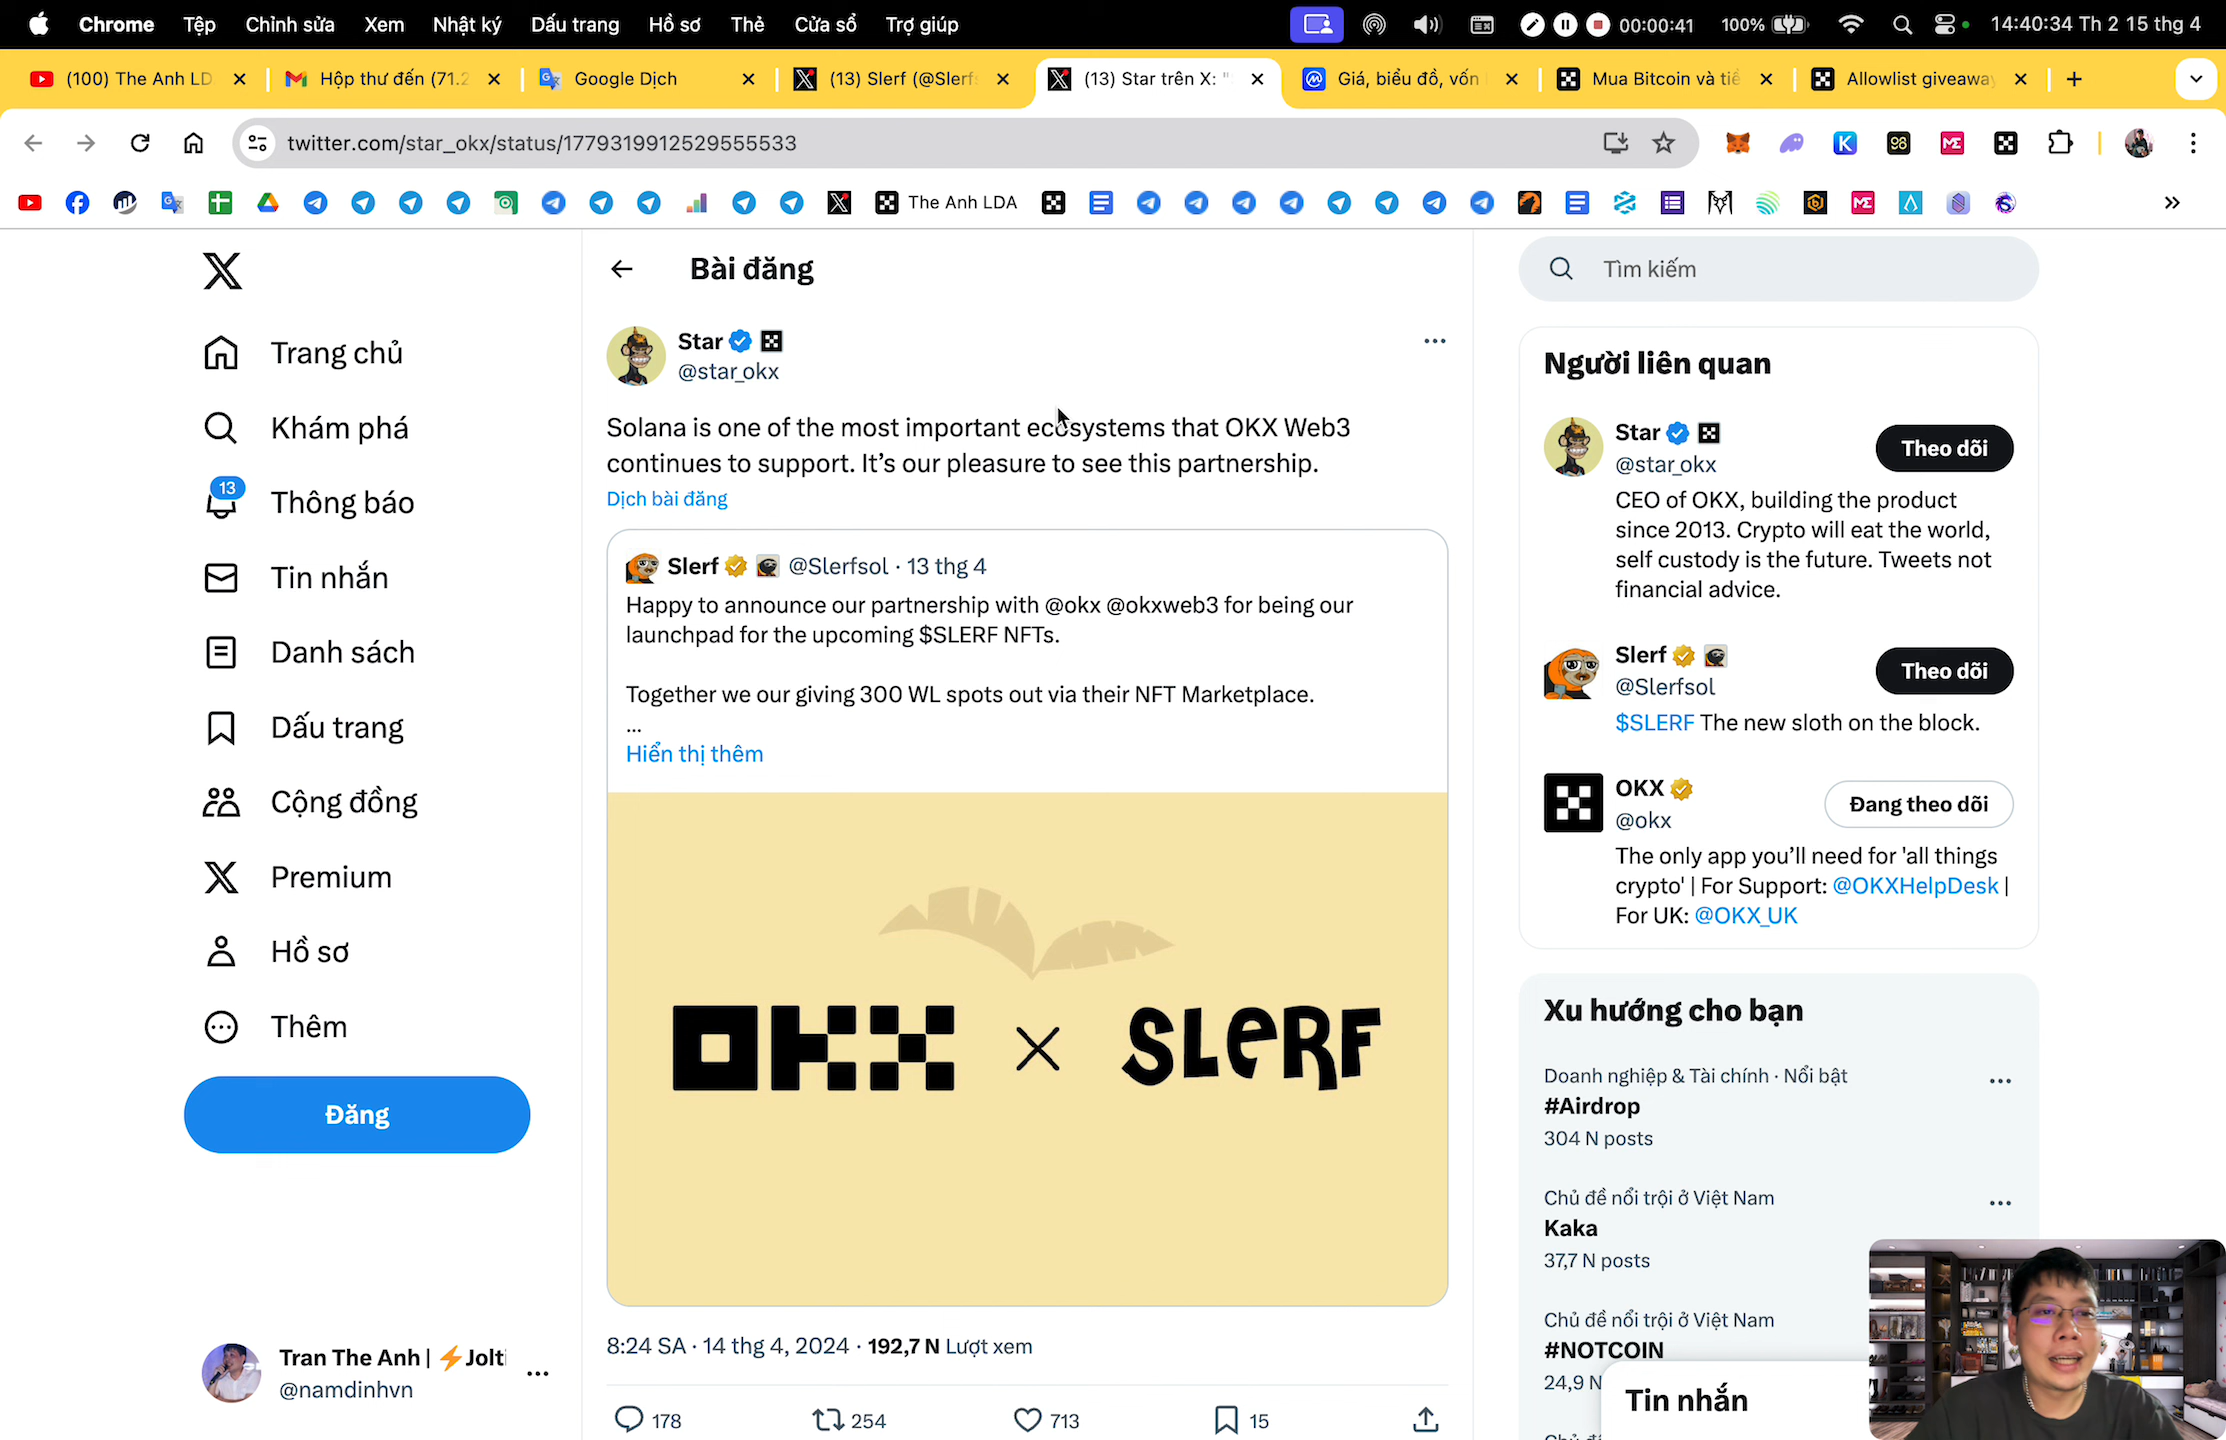 Chrome Tệp Chỉnh sửa Xem Nhật ký Dấu trang Hồ sơ Thẻ Cửa sổ Trợ giúp 00:00:41 100% 14:40:34 Th 2 15 thg 4
(100) The Anh LD Hộp thư đến (71.2 Google Dịch (13) Slerf (@Slerf (13) Star trên X: " Giá, biểu đồ, vốn Mua Bitcoin và tiề Allowlist giveaway
twitter.com/star_okx/status/1779319912529555533
The Anh LDA
Bài đăng
Tìm kiếm
Trang chủ
Khám phá
13
Thông báo
Tin nhắn
Danh sách
Dấu trang
Cộng đồng
Premium
Hồ sơ
Thêm
Đăng
Tran The Anh | ⚡Jolti
@namdinhvn
Star
@star_okx
Solana is one of the most important ecosystems that OKX Web3
continues to support. It’s our pleasure to see this partnership.
Dịch bài đăng
Slerf @Slerfsol · 13 thg 4
Happy to announce our partnership with @okx @okxweb3 for being our
launchpad for the upcoming $SLERF NFTs.
Together we our giving 300 WL spots out via their NFT Marketplace.
...
Hiển thị thêm
OKX × SLeRF
8:24 SA · 14 thg 4, 2024 · 192,7 N Lượt xem
178 254 713 15
Người liên quan
Star
@star_okx
Theo dõi
CEO of OKX, building the product
since 2013. Crypto will eat the world,
self custody is the future. Tweets not
financial advice.
Slerf
@Slerfsol
Theo dõi
$SLERF The new sloth on the block.
OKX
@okx
Đang theo dõi
The only app you’ll need for 'all things
crypto' | For Support: @OKXHelpDesk |
For UK: @OKX_UK
Xu hướng cho bạn
Doanh nghiệp & Tài chính · Nổi bật
#Airdrop
304 N posts
Chủ đề nổi trội ở Việt Nam
Kaka
37,7 N posts
Chủ đề nổi trội ở Việt Nam
#NOTCOIN
24,9 N
Tin nhắn